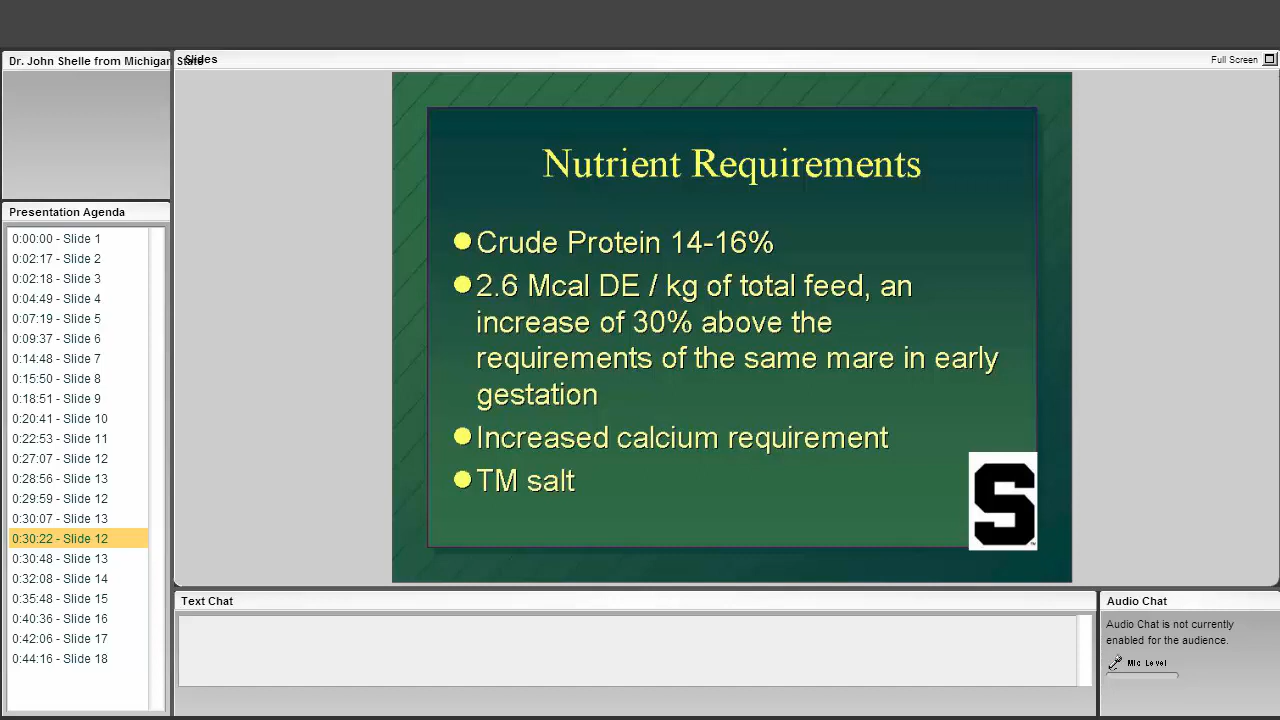 Dr. John Shelle from Michigan State
Slides
Full Screen
Presentation Agenda
0:00:00 - Slide 1
0:02:17 - Slide 2
0:02:18 - Slide 3
0:04:49 - Slide 4
0:07:19 - Slide 5
0:09:37 - Slide 6
0:14:48 - Slide 7
0:15:50 - Slide 8
0:18:51 - Slide 9
0:20:41 - Slide 10
0:22:53 - Slide 11
0:27:07 - Slide 12
0:28:56 - Slide 13
0:29:59 - Slide 12
0:30:07 - Slide 13
0:30:22 - Slide 12
0:30:48 - Slide 13
0:32:08 - Slide 14
0:35:48 - Slide 15
0:40:36 - Slide 16
0:42:06 - Slide 17
0:44:16 - Slide 18
Nutrient Requirements
Crude Protein 14-16%
2.6 Mcal DE / kg of total feed, an
increase of 30% above the
requirements of the same mare in early
gestation
Increased calcium requirement
TM salt
S
Text Chat
Audio Chat
Audio Chat is not currently
enabled for the audience.
Mic Level